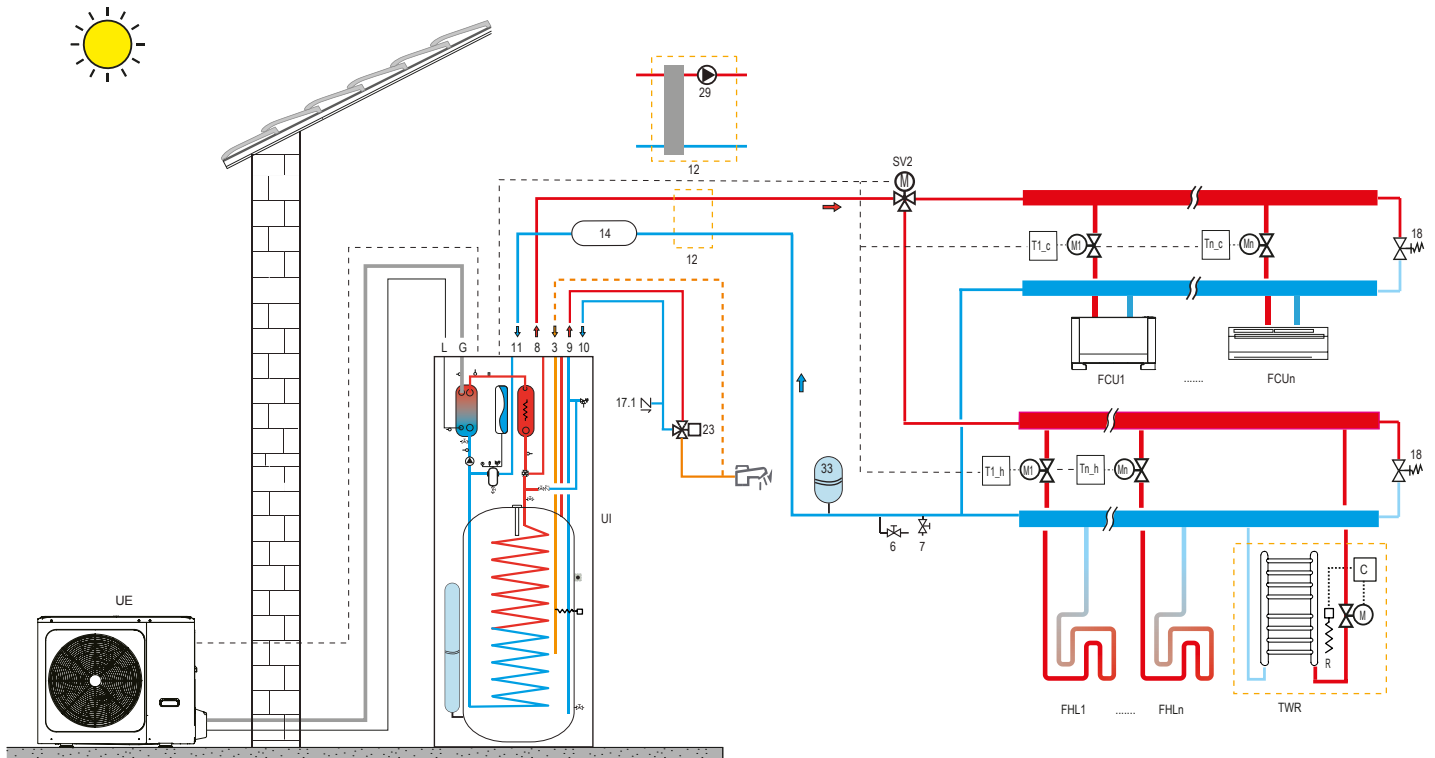 29
12
SV2
M
14
12
T1_c
M1
Tn_c
Mn
18
L
G
11
8
3
9
10
FCU1
.......
FCUn
17.1
23
33
T1_h
M1
Tn_h
Mn
18
UI
6
7
C
M
R
UE
FHL1
.......
FHLn
TWR